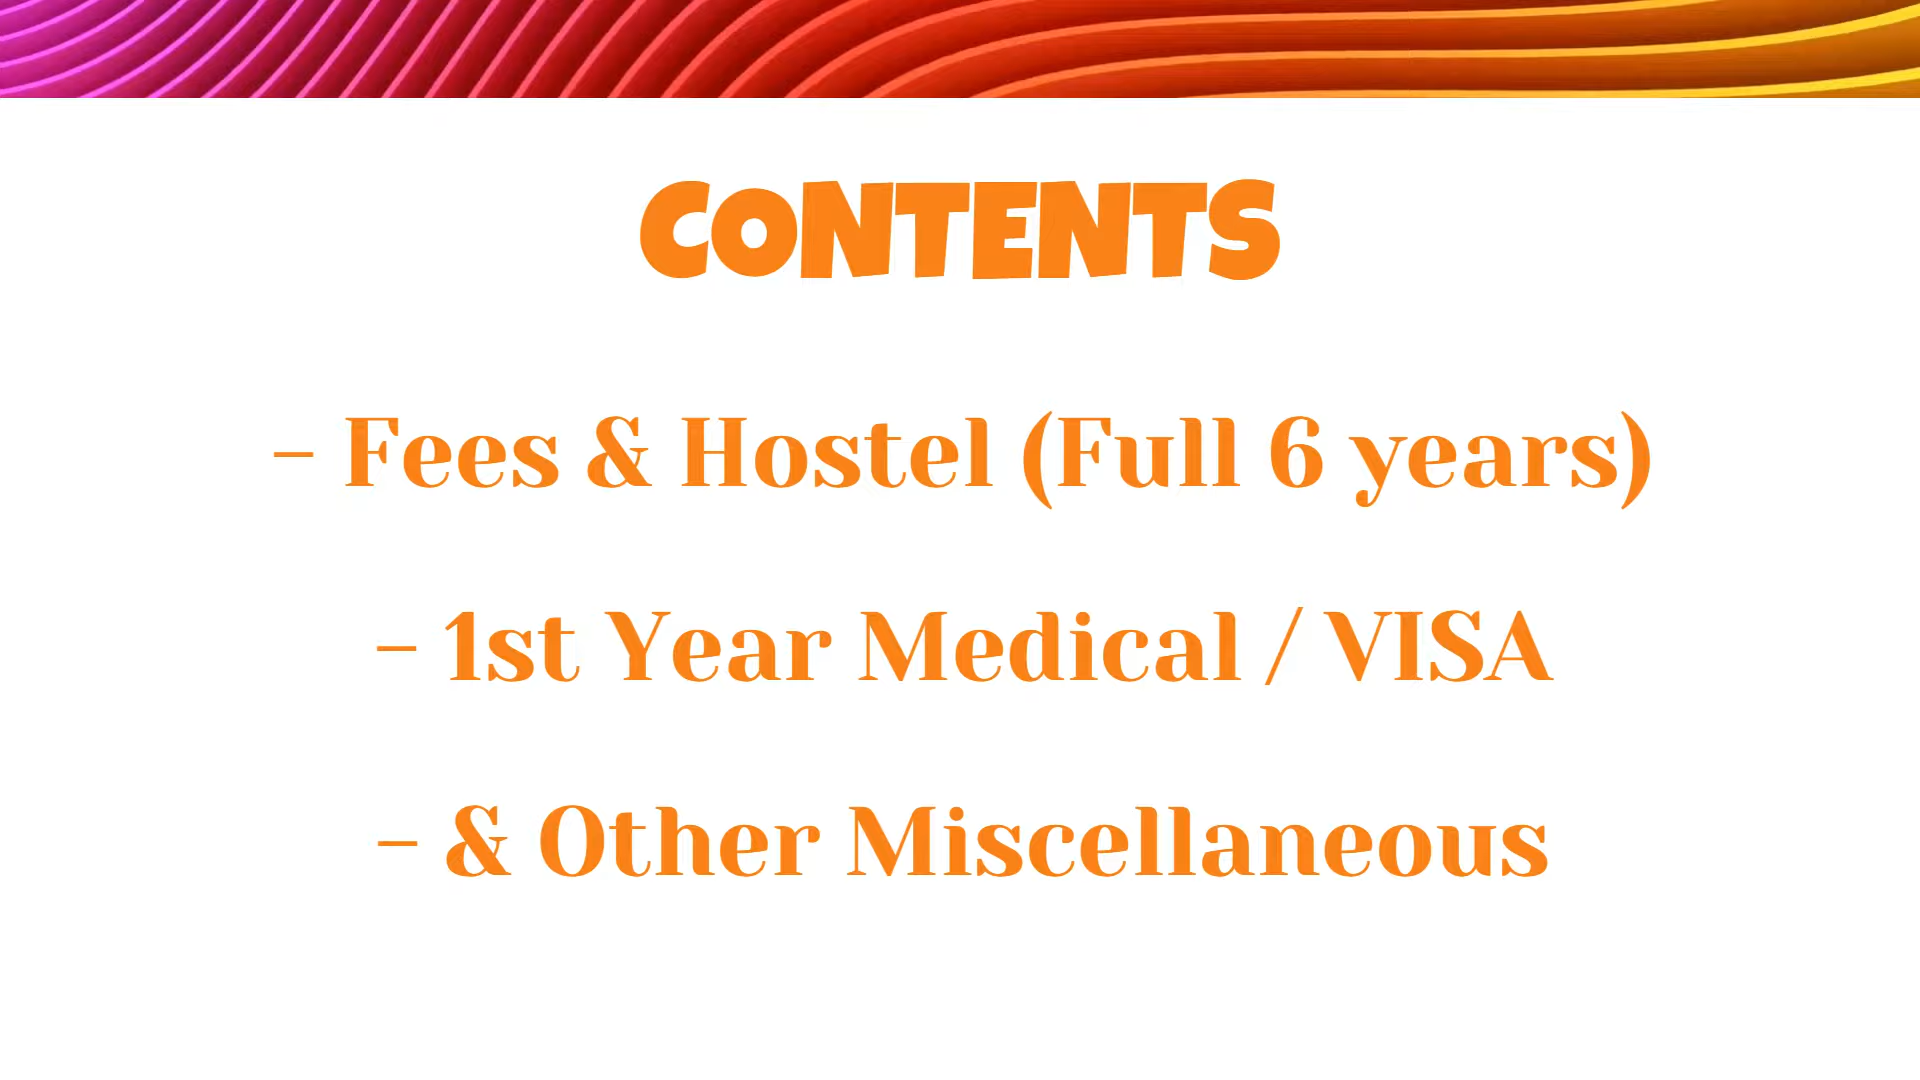 CONTENTS
- Fees & Hostel (Full 6 years)
- 1st Year Medical / VISA
- & Other Miscellaneous